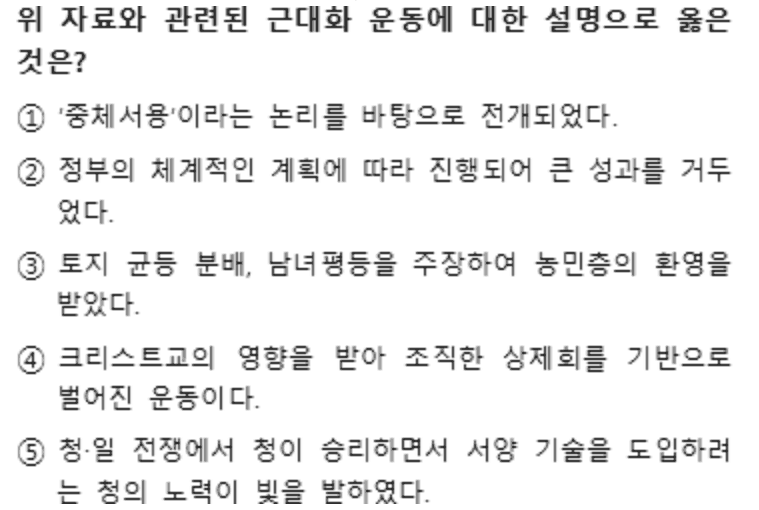 위 자료와 관련된 근대화 운동에 대한 설명으로 옳은
것은?
① '중체서용'이라는 논리를 바탕으로 전개되었다.
② 정부의 체계적인 계획에 따라 진행되어 큰 성과를 거두
었다.
③ 토지 균등 분배, 남녀평등을 주장하여 농민층의 환영을
받았다.
④ 크리스트교의 영향을 받아 조직한 상제회를 기반으로
벌어진 운동이다.
⑤ 청·일 전쟁에서 청이 승리하면서 서양 기술을 도입하려
는 청의 노력이 빛을 발하였다.